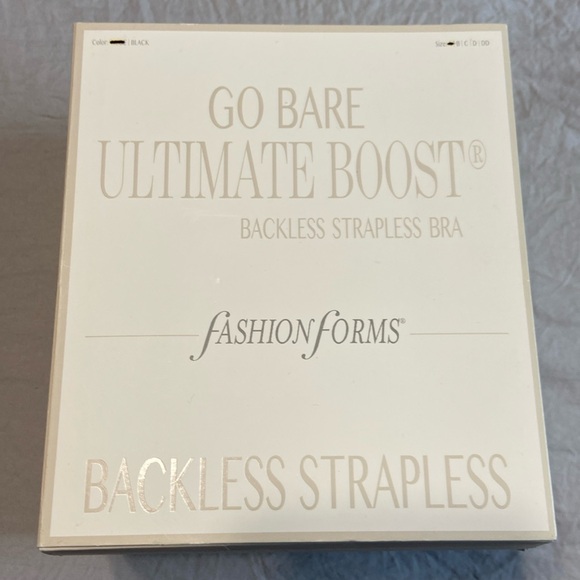 Color: | BLACK
Size: B | C | D | DD
GO BARE
ULTIMATE BOOST®
BACKLESS STRAPLESS BRA
fASHION fORMS®
BACKLESS STRAPLESS